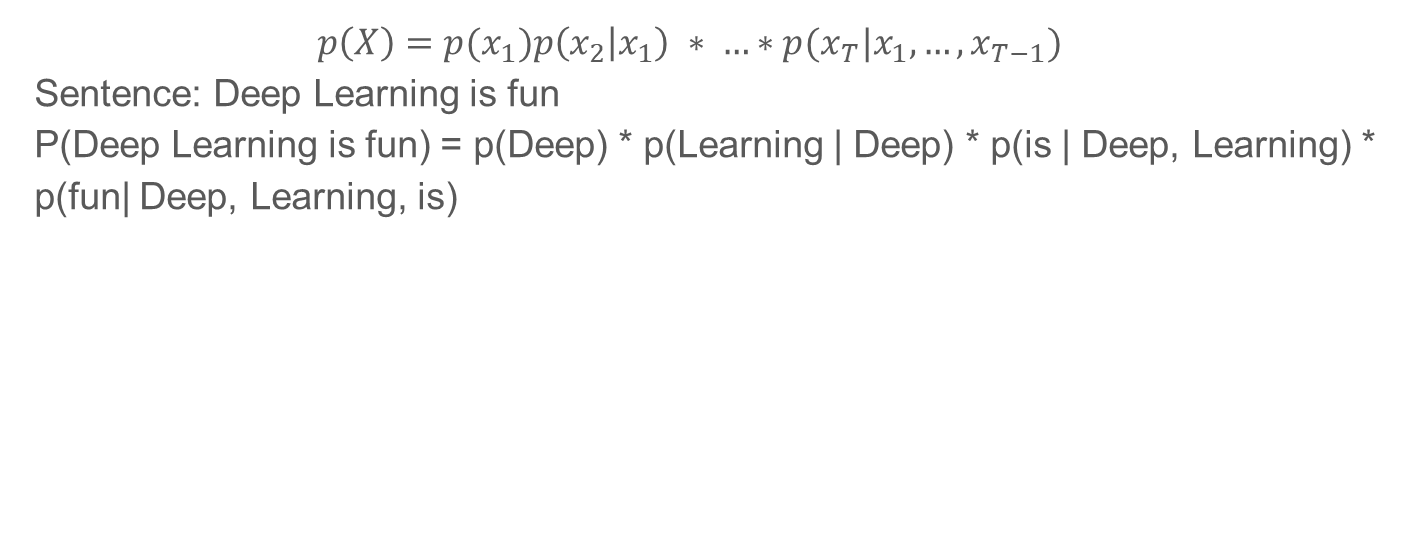 p(X) = p(x₁)p(x₂|x₁) * ... * p(x_T|x₁, ..., x_{T−1})
Sentence: Deep Learning is fun
P(Deep Learning is fun) = p(Deep) * p(Learning | Deep) * p(is | Deep, Learning) *
p(fun| Deep, Learning, is)